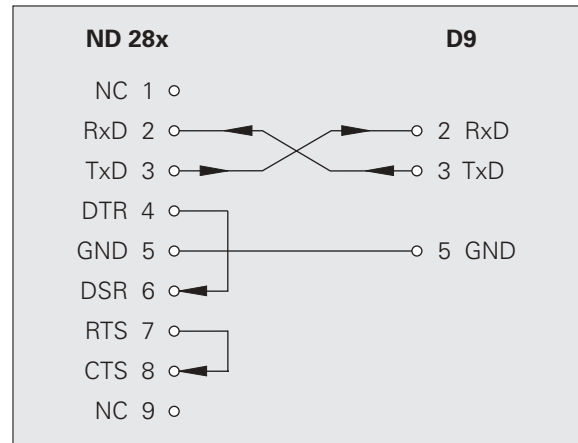 ND 28x D9
NC 1
RxD 2 2 RxD
TxD 3 3 TxD
DTR 4
GND 5 5 GND
DSR 6
RTS 7
CTS 8
NC 9